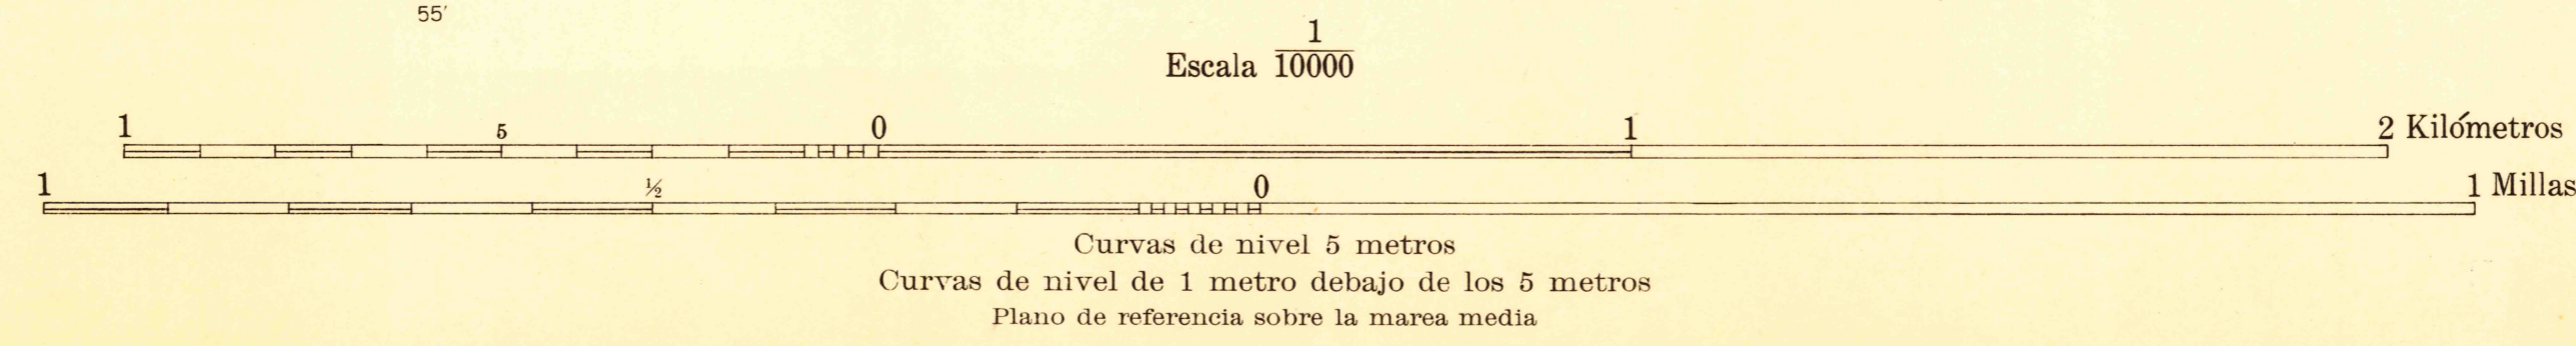 55′
Escala 1/10000
1 5 0 1 2 Kilómetros
1 ½ 0 1 Millas
Curvas de nivel 5 metros
Curvas de nivel de 1 metro debajo de los 5 metros
Plano de referencia sobre la marea media